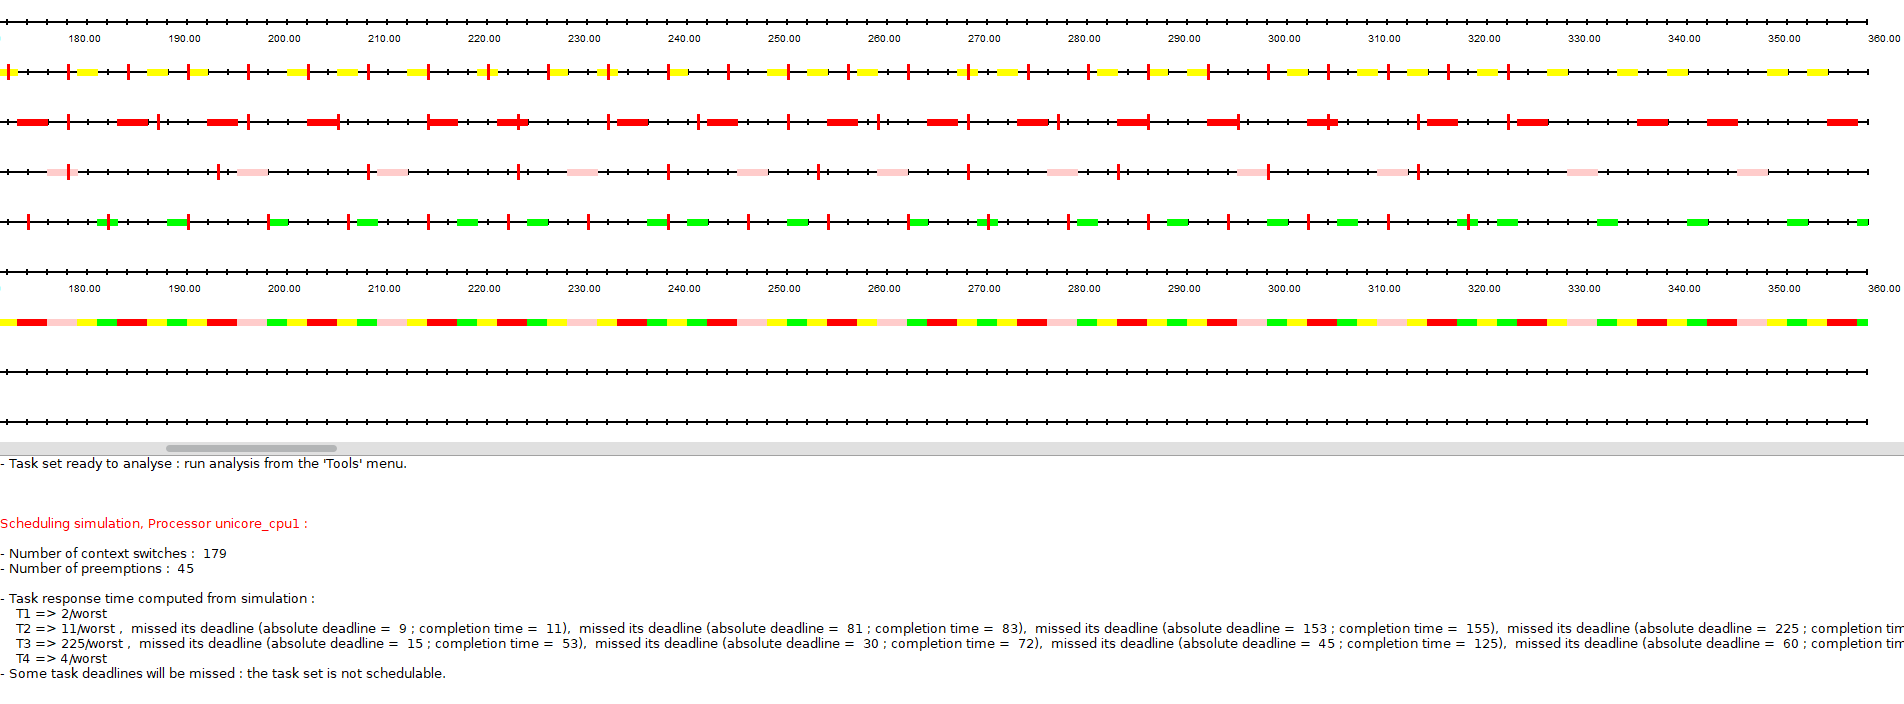 180.00 190.00 200.00 210.00 220.00 230.00 240.00 250.00 260.00 270.00 280.00 290.00 300.00 310.00 320.00 330.00 340.00 350.00 360.00
180.00 190.00 200.00 210.00 220.00 230.00 240.00 250.00 260.00 270.00 280.00 290.00 300.00 310.00 320.00 330.00 340.00 350.00 360.00
- Task set ready to analyse : run analysis from the 'Tools' menu.
Scheduling simulation, Processor unicore_cpu1 :
- Number of context switches :  179
- Number of preemptions :  45
- Task response time computed from simulation :
T1 => 2/worst
T2 => 11/worst ,  missed its deadline (absolute deadline =  9 ; completion time =  11),  missed its deadline (absolute deadline =  81 ; completion time =  83),  missed its deadline (absolute deadline =  153 ; completion time =  155),  missed its deadline (absolute deadline =  225 ; completion tim
T3 => 225/worst ,  missed its deadline (absolute deadline =  15 ; completion time =  53),  missed its deadline (absolute deadline =  30 ; completion time =  72),  missed its deadline (absolute deadline =  45 ; completion time =  125),  missed its deadline (absolute deadline =  60 ; completion time
T4 => 4/worst
- Some task deadlines will be missed : the task set is not schedulable.